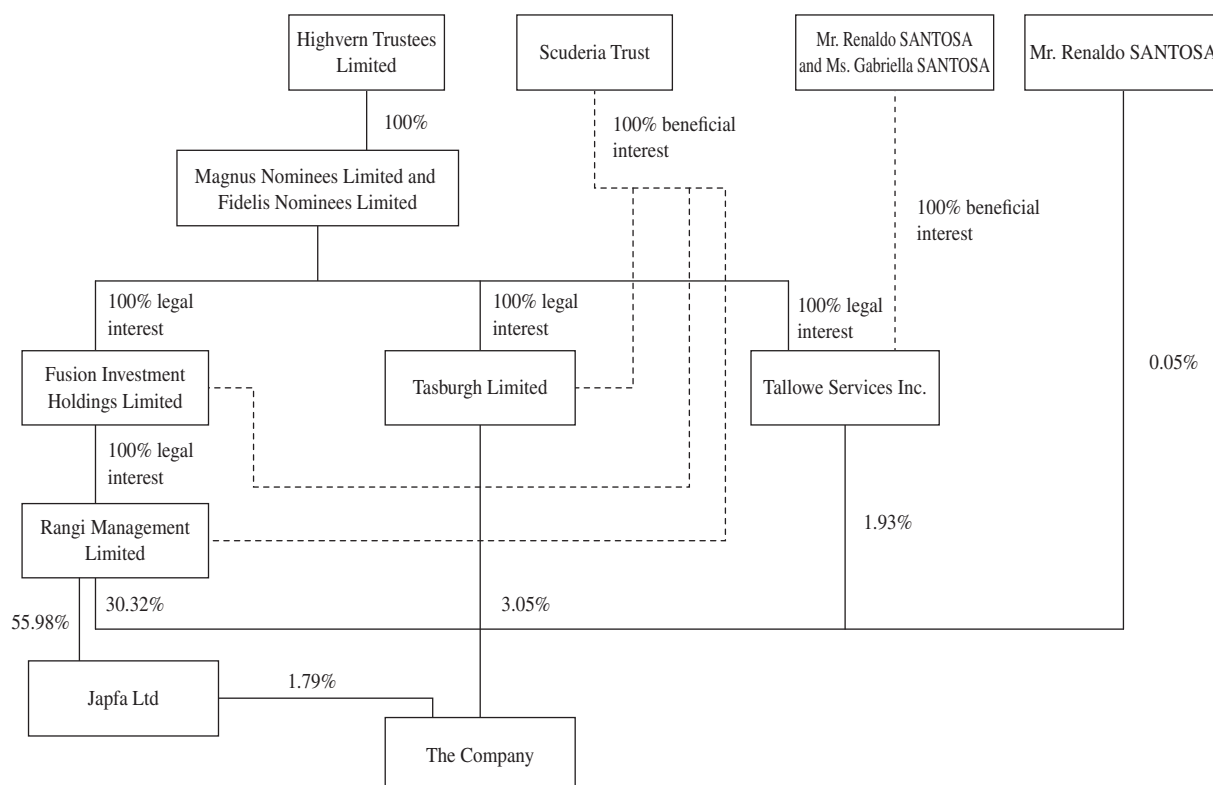 Highvern Trustees
Limited
Scuderia Trust
Mr. Renaldo SANTOSA
and Ms. Gabriella SANTOSA
Mr. Renaldo SANTOSA
100%
100% beneficial
interest
Magnus Nominees Limited and
Fidelis Nominees Limited
100% beneficial
interest
100% legal
interest
100% legal
interest
100% legal
interest
Fusion Investment
Holdings Limited
Tasburgh Limited
Tallowe Services Inc.
0.05%
100% legal
interest
Rangi Management
Limited
1.93%
55.98%
30.32%
3.05%
Japfa Ltd
1.79%
The Company